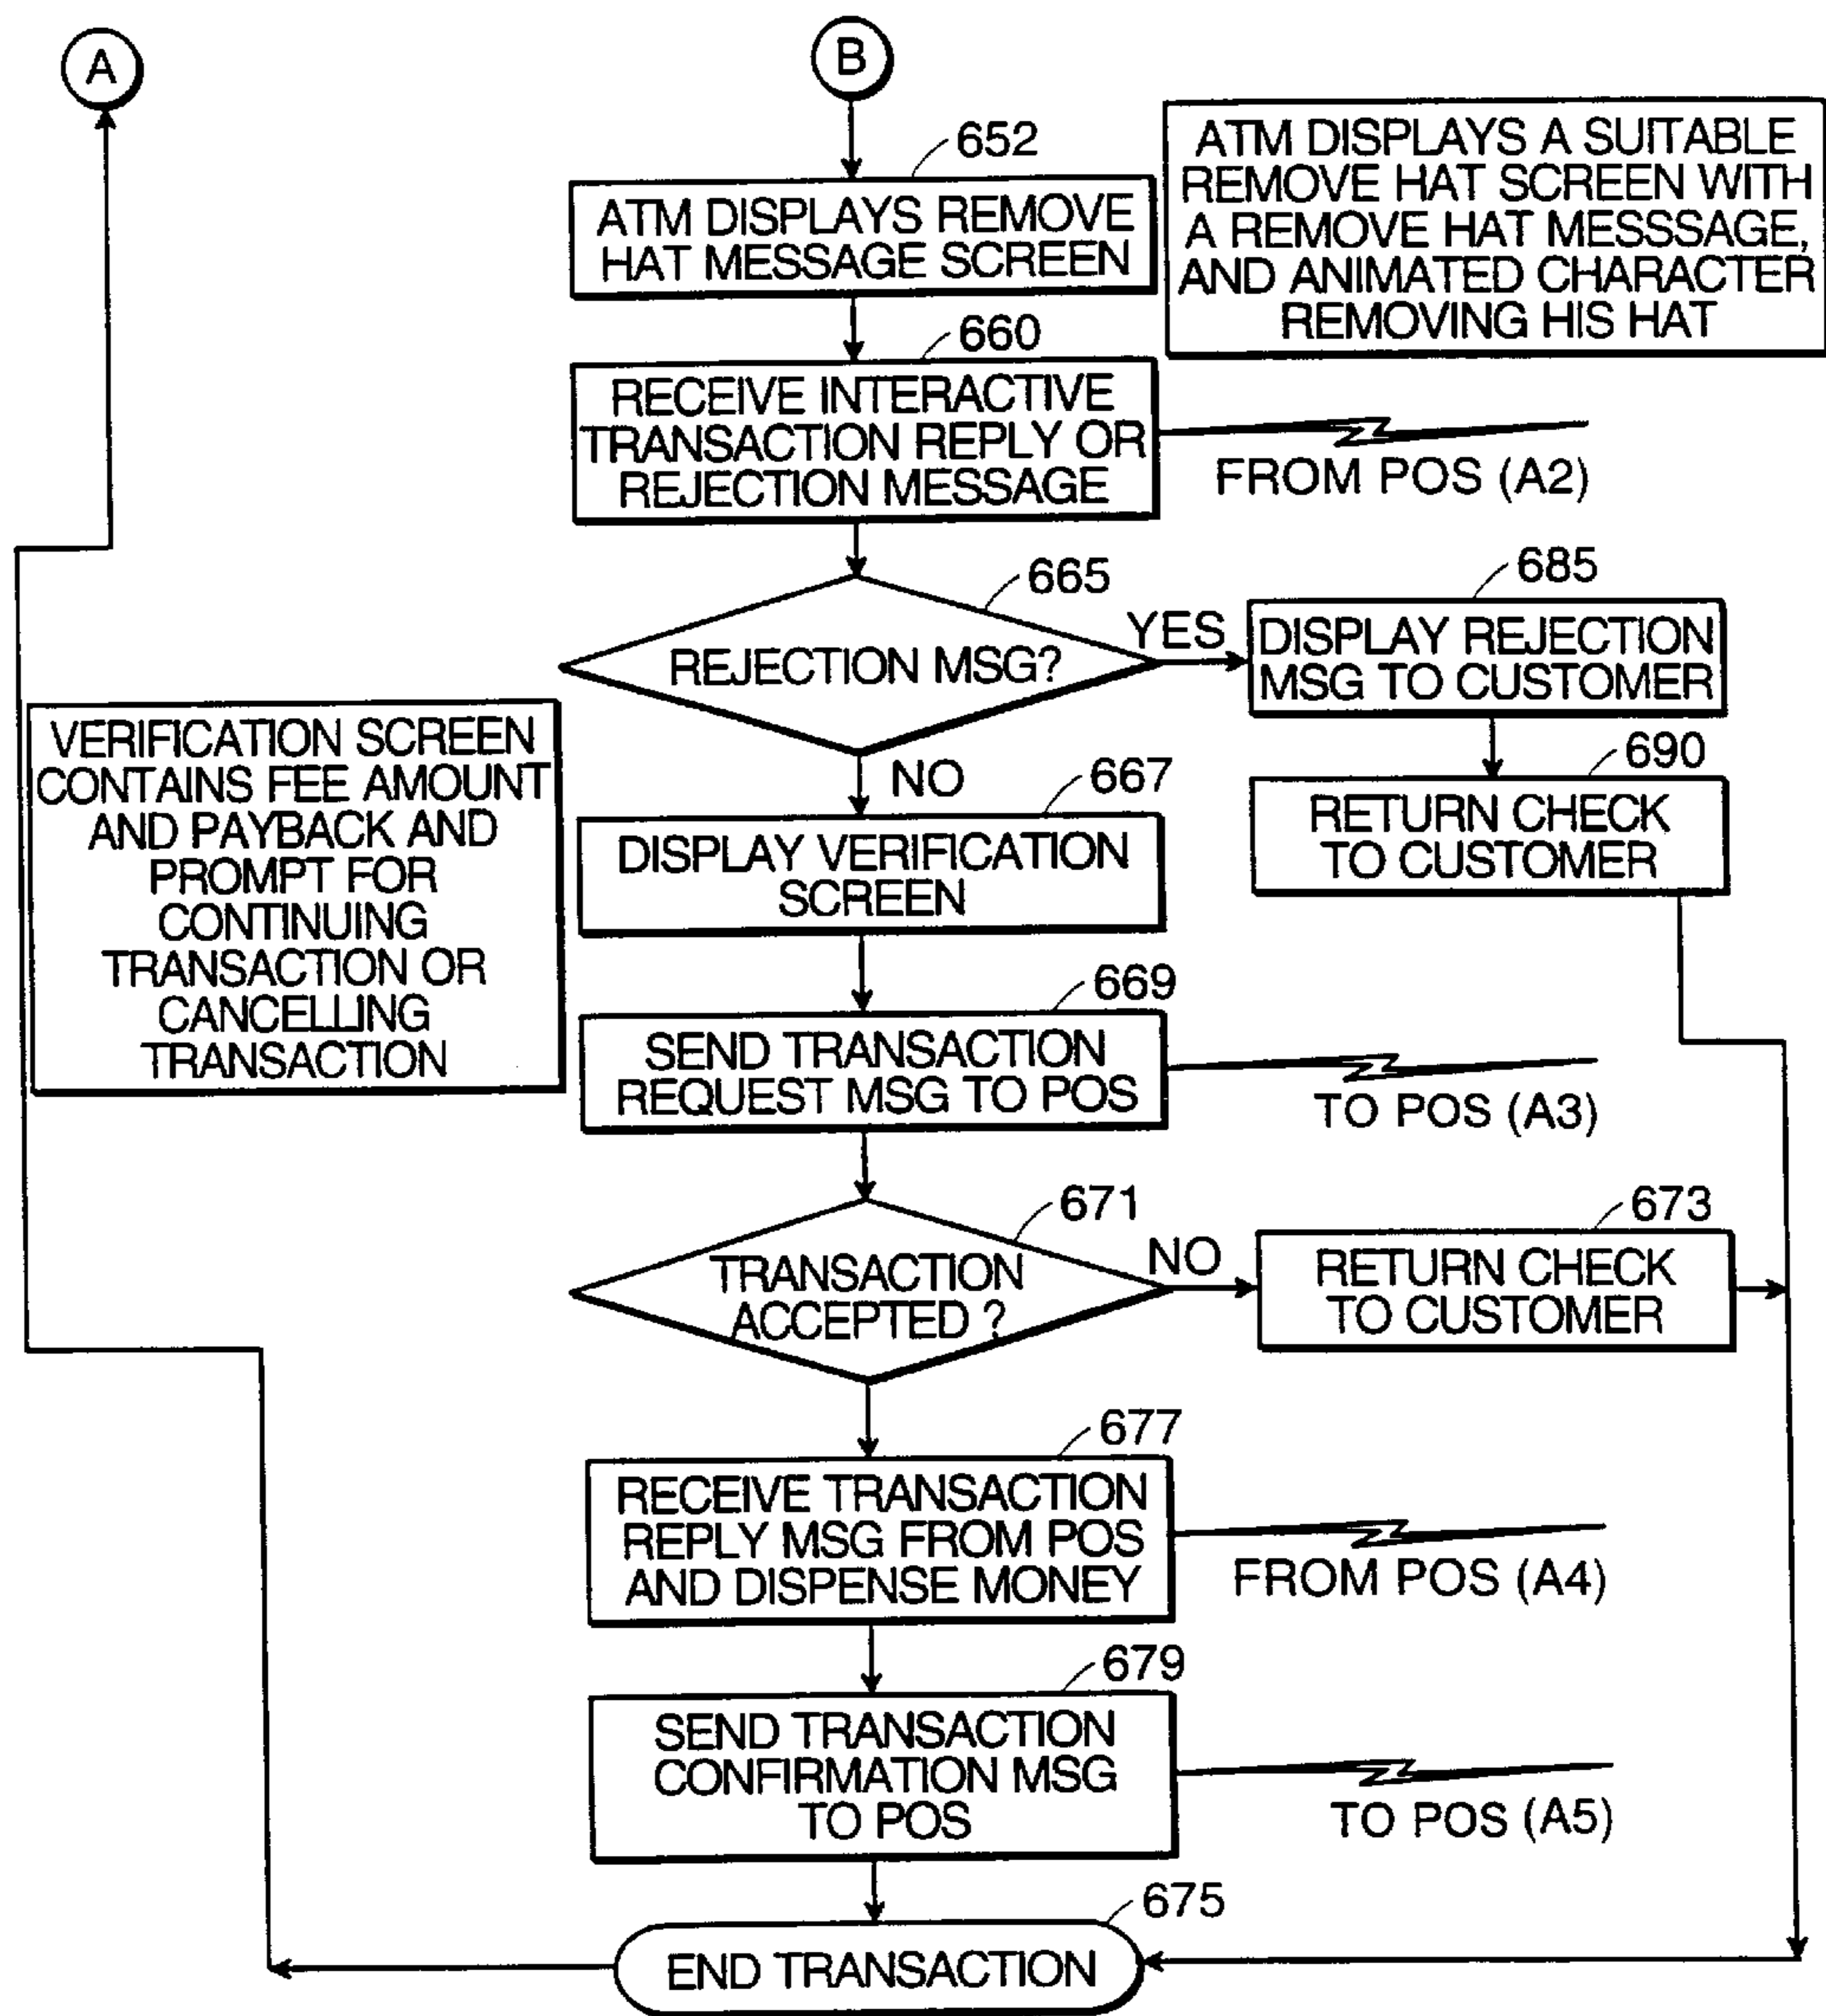 A
B
652
ATM DISPLAYS REMOVE
HAT MESSAGE SCREEN
ATM DISPLAYS A SUITABLE
REMOVE HAT SCREEN WITH
A REMOVE HAT MESSSAGE,
AND ANIMATED CHARACTER
REMOVING HIS HAT
660
RECEIVE INTERACTIVE
TRANSACTION REPLY OR
REJECTION MESSAGE
FROM POS (A2)
665
REJECTION MSG?
YES
685
DISPLAY REJECTION
MSG TO CUSTOMER
690
RETURN CHECK
TO CUSTOMER
NO
667
DISPLAY VERIFICATION
SCREEN
VERIFICATION SCREEN
CONTAINS FEE AMOUNT
AND PAYBACK AND
PROMPT FOR
CONTINUING
TRANSACTION OR
CANCELLING
TRANSACTION
669
SEND TRANSACTION
REQUEST MSG TO POS
TO POS (A3)
671
TRANSACTION
ACCEPTED ?
NO
673
RETURN CHECK
TO CUSTOMER
677
RECEIVE TRANSACTION
REPLY MSG FROM POS
AND DISPENSE MONEY
FROM POS (A4)
679
SEND TRANSACTION
CONFIRMATION MSG
TO POS
TO POS (A5)
675
END TRANSACTION